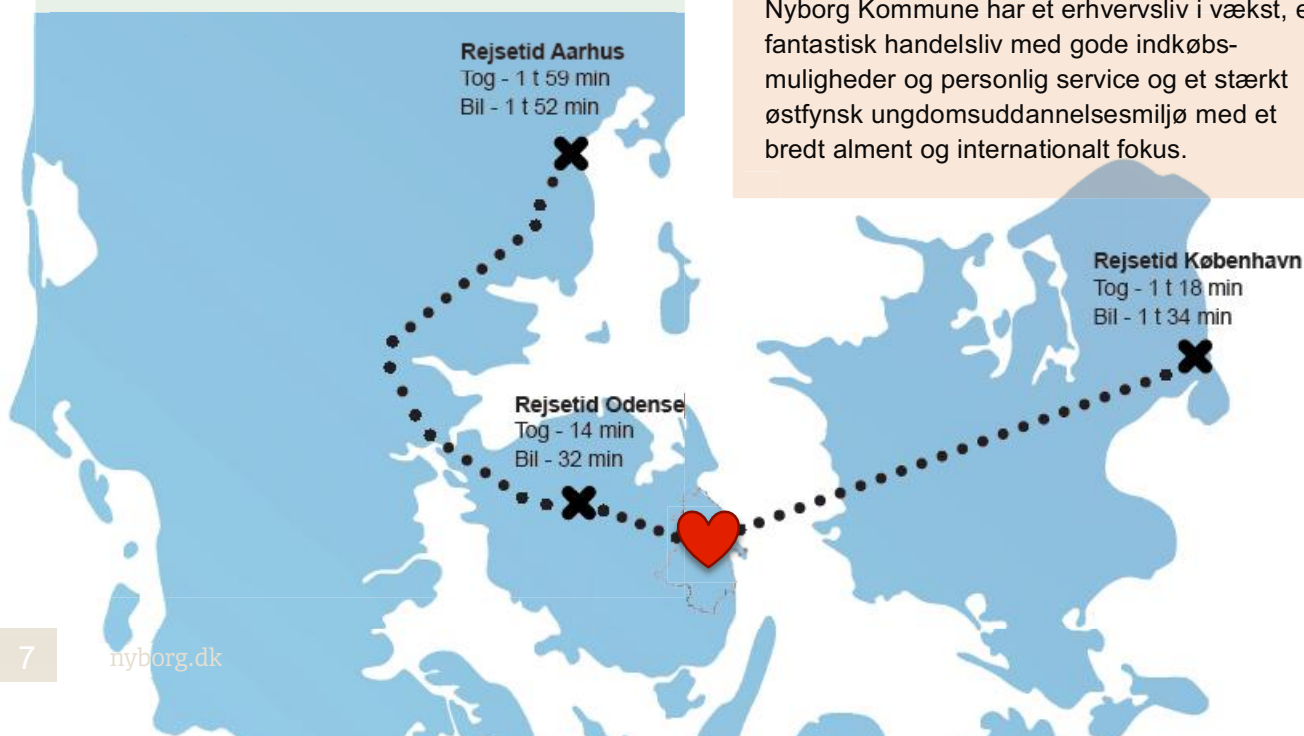 Nyborg Kommune har et erhvervsliv i vækst,
fantastisk handelsliv med gode indkøbs-
muligheder og personlig service og et stærkt
østfynsk ungdomsuddannelsesmiljø med et
bredt alment og internationalt fokus.
Rejsetid Aarhus
Tog - 1 t 59 min
Bil - 1 t 52 min
Rejsetid København
Tog - 1 t 18 min
Bil - 1 t 34 min
Rejsetid Odense
Tog - 14 min
Bil - 32 min
7
nyborg.dk